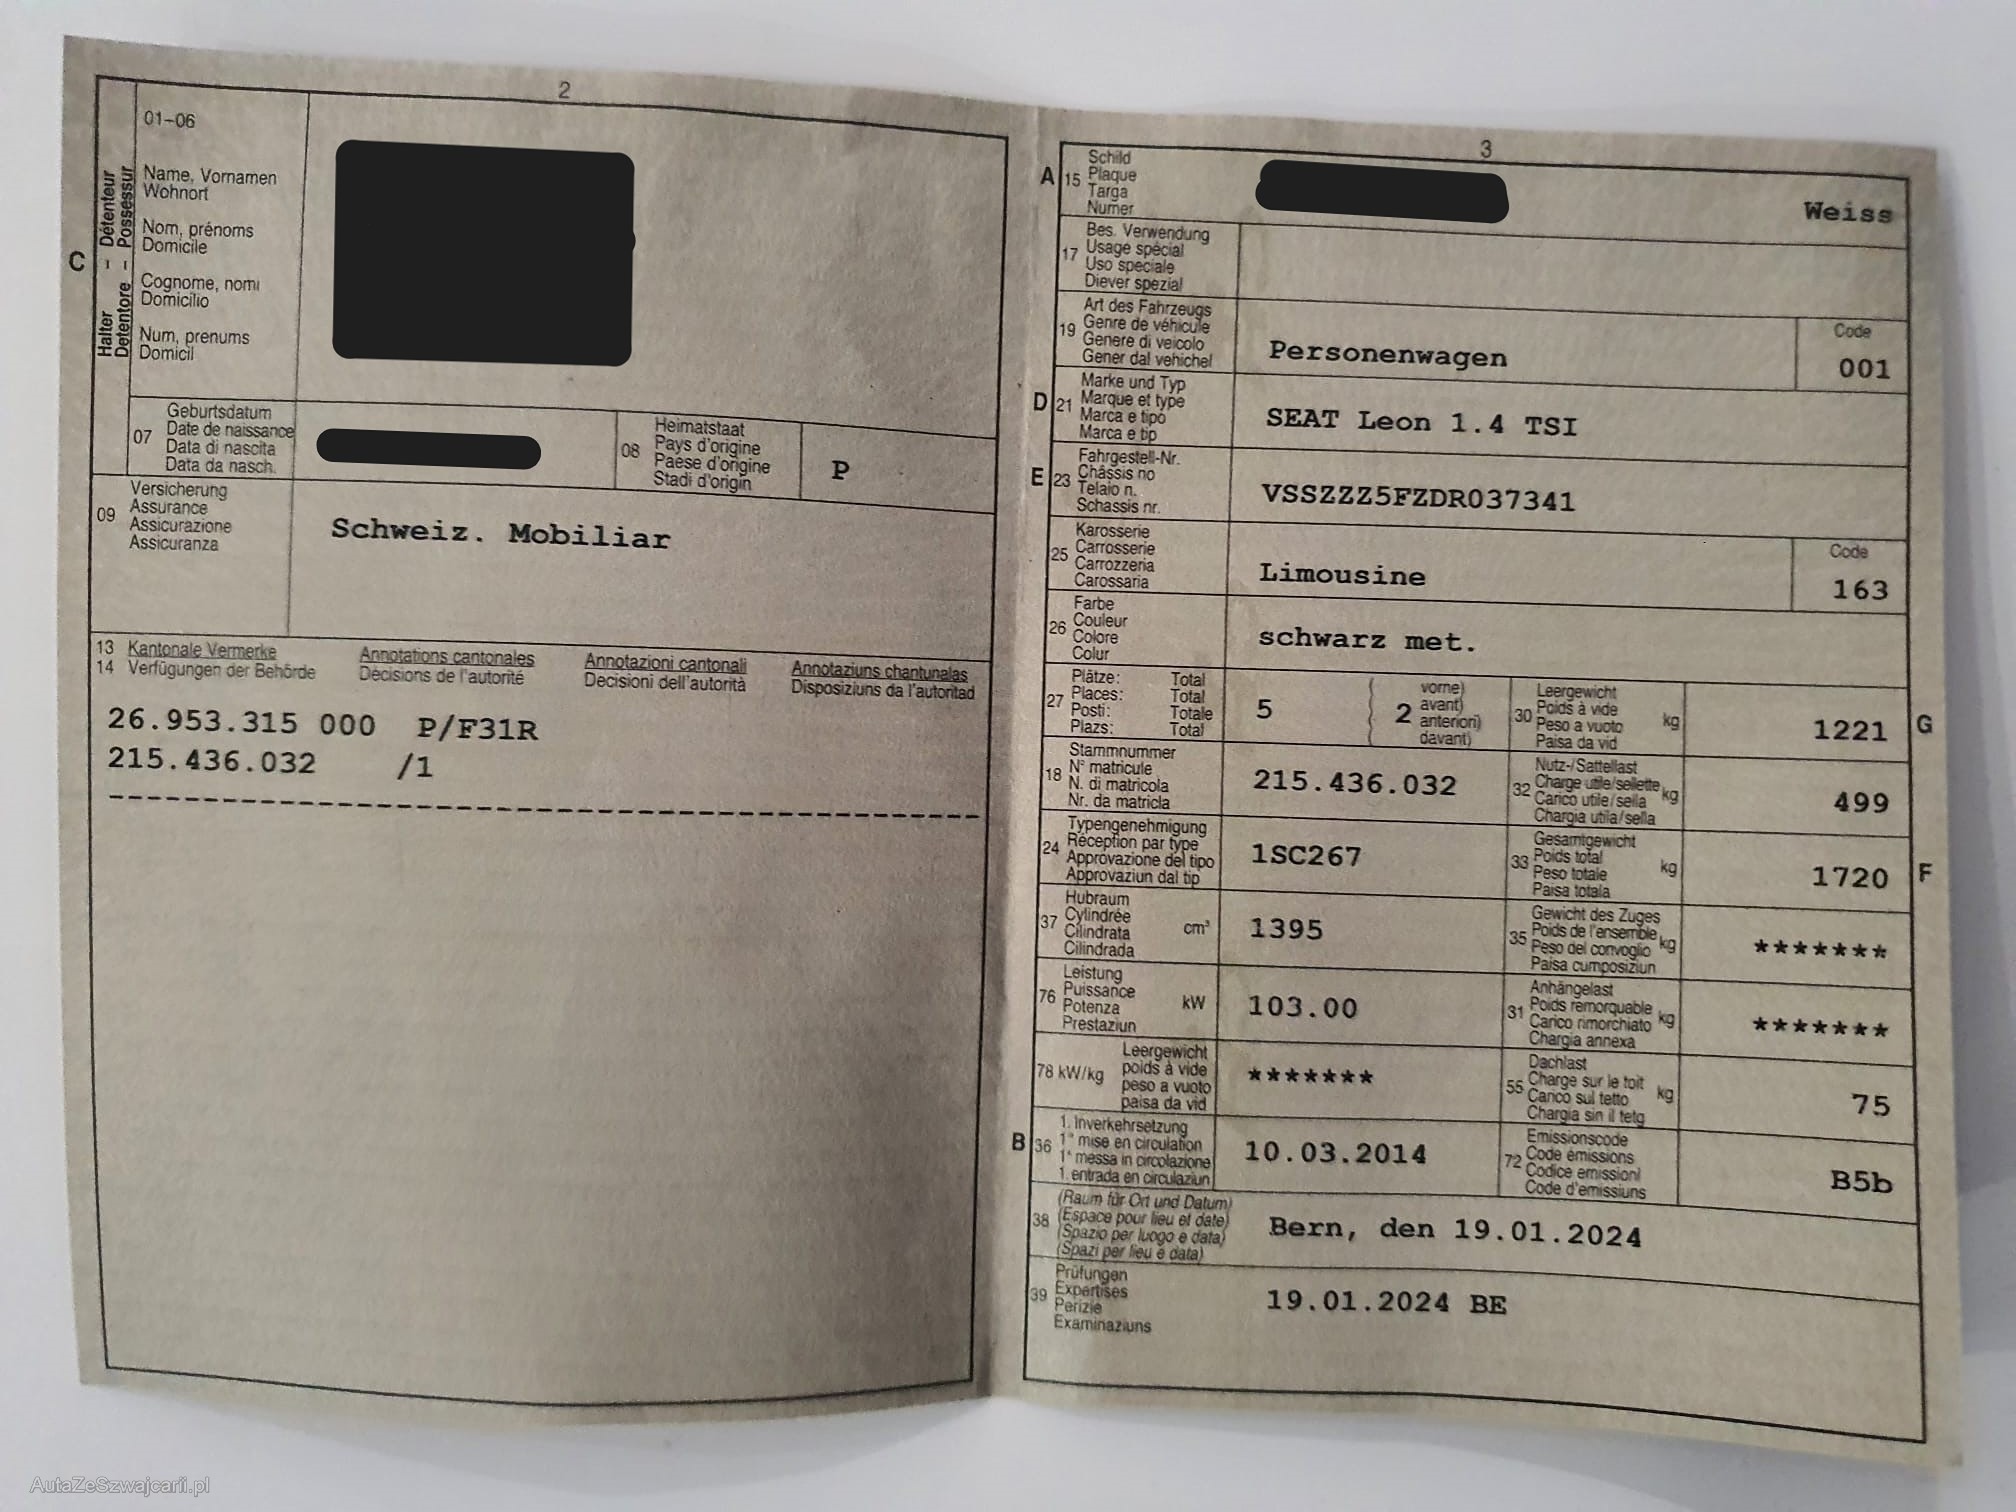 2
01-06
Halter – Détenteur
Detentore – Possessur
C
Name, Vornamen
Wohnort
Nom, prénoms
Domicile
Cognome, nomi
Domicilio
Num, prenums
Domicil
07
Geburtsdatum
Date de naissance
Data di nascita
Data da nasch.
08
Heimatstaat
Pays d'origine
Paese d'origine
Stadi d'origin
P
09
Versicherung
Assurance
Assicurazione
Assicuranza
Schweiz. Mobiliar
13 Kantonale Vermerke Annotations cantonales Annotazioni cantonali Annotaziuns chantunalas
14 Verfügungen der Behörde Décisions de l'autorité Decisioni dell'autorità Disposiziuns da l'autoritad
26.953.315 000 P/F31R
215.436.032 /1
3
A 15
Schild
Plaque
Targa
Numer
Weiss
17
Bes. Verwendung
Usage spécial
Uso speciale
Diever spezial
19
Art des Fahrzeugs
Genre de véhicule
Genere di veicolo
Gener dal vehichel
Personenwagen
Code
001
D 21
Marke und Typ
Marque et type
Marca e tipo
Marca e tip
SEAT Leon 1.4 TSI
E 23
Fahrgestell-Nr.
Châssis no
Telaio n.
Schassis nr.
VSSZZZ5FZDR037341
25
Karosserie
Carrosserie
Carrozzeria
Carossaria
Limousine
Code
163
26
Farbe
Couleur
Colore
Colur
schwarz met.
27
Plätze: Total
Places: Total
Posti: Totale
Plazs: Total
5
2
vorne)
avant)
anteriori)
davant)
30
Leergewicht
Poids à vide
Peso a vuoto
Paisa da vid
kg
1221
G
18
Stammnummer
N° matricule
N. di matricola
Nr. da matricla
215.436.032
32
Nutz-/Sattellast
Charge utile/sellette
Carico utile/sella
Chargia utila/sella
kg
499
24
Typengenehmigung
Réception par type
Approvazione del tipo
Approvaziun dal tip
1SC267
33
Gesamtgewicht
Poids total
Peso totale
Paisa totala
kg
1720
F
37
Hubraum
Cylindrée
Cilindrata
Cilindrada
cm³
1395
35
Gewicht des Zuges
Poids de l'ensemble
Peso del convoglio
Paisa cumposiziun
kg
*******
76
Leistung
Puissance
Potenza
Prestaziun
kW
103.00
31
Anhängelast
Poids remorquable
Carico rimorchiato
Chargia annexa
kg
*******
78 kW/kg
Leergewicht
poids à vide
peso a vuoto
paisa da vid
*******
55
Dachlast
Charge sur le toit
Carico sul tetto
Chargia sin il tetg
kg
75
B 36
1. Inverkehrsetzung
1re mise en circulation
1a messa in circolazione
1. entrada en circulaziun
10.03.2014
72
Emissionscode
Code émissions
Codice emissioni
Code d'emissiuns
B5b
38
(Raum für Ort und Datum)
(Espace pour lieu et date)
(Spazio per luogo e data)
(Spazi per lieu e data)
Bern, den 19.01.2024
39
Prüfungen
Expertises
Perizie
Examinaziuns
19.01.2024 BE
AutaZeSzwajcarii.pl